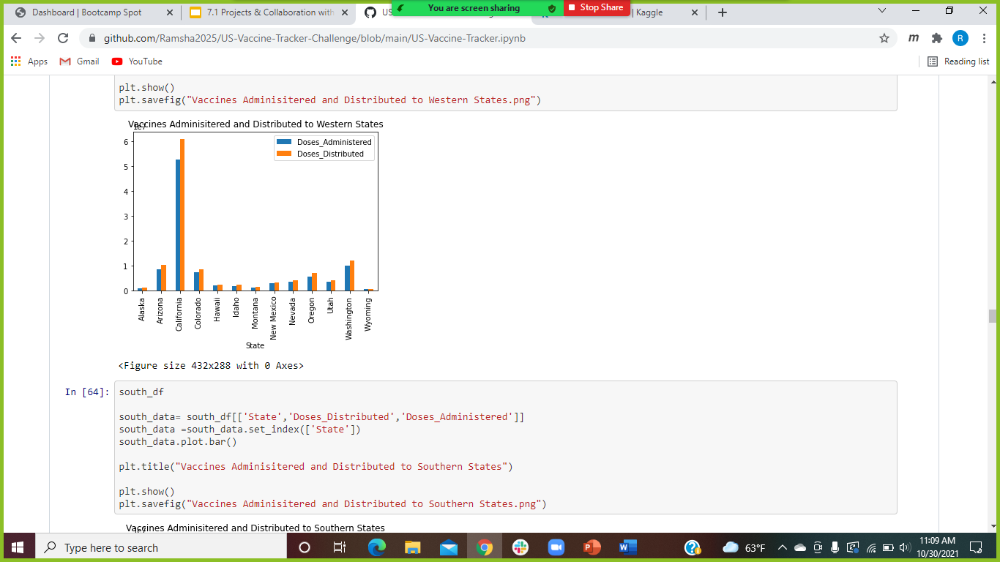 Dashboard | Bootcamp Spot
7.1 Projects & Collaboration with
US
You are screen sharing
Stop Share
| Kaggle
github.com/Ramsha2025/US-Vaccine-Tracker-Challenge/blob/main/US-Vaccine-Tracker.ipynb
m
R
Apps
Gmail
YouTube
Reading list
plt.show()
plt.savefig("Vaccines Adminisitered and Distributed to Western States.png")
Vaccines Adminisitered and Distributed to Western States
1e7
Doses_Administered
Doses_Distributed
6
5
4
3
2
1
0
Alaska
Arizona
California
Colorado
Hawaii
Idaho
Montana
New Mexico
Nevada
Oregon
Utah
Washington
Wyoming
State
<Figure size 432x288 with 0 Axes>
In [64]:
south_df
south_data= south_df[['State','Doses_Distributed','Doses_Administered']]
south_data =south_data.set_index(['State'])
south_data.plot.bar()
plt.title("Vaccines Adminisitered and Distributed to Southern States")
plt.show()
plt.savefig("Vaccines Adminisitered and Distributed to Southern States.png")
Vaccines Adminisitered and Distributed to Southern States
Type here to search
63°F
11:09 AM
10/30/2021